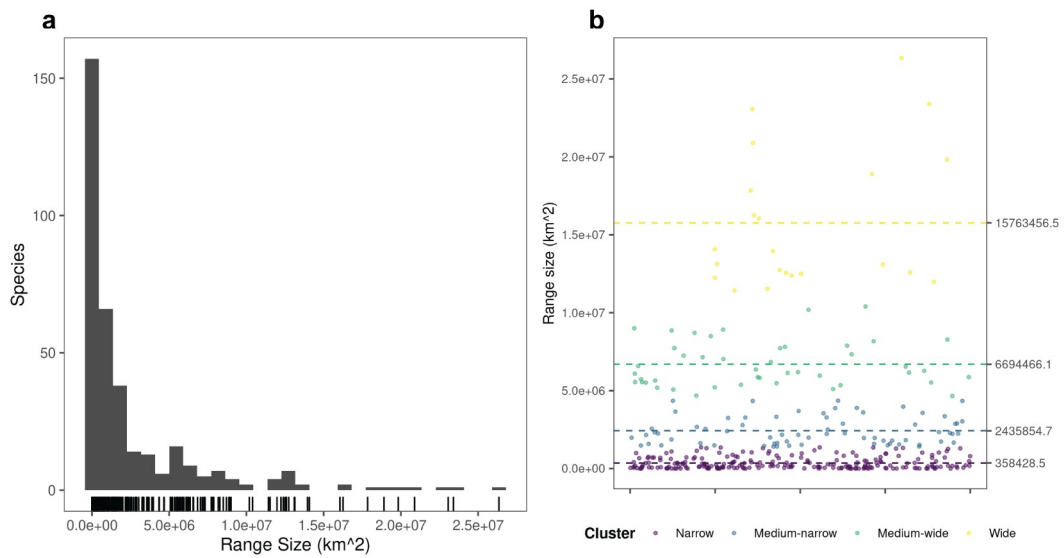 a
Species
150
100
50
0
0.0e+00 5.0e+06 1.0e+07 1.5e+07 2.0e+07 2.5e+07
Range Size (km^2)
b
Range size (km^2)
2.5e+07
2.0e+07
1.5e+07
1.0e+07
5.0e+06
0.0e+00
15763456.5
6694466.1
2435854.7
358428.5
Cluster Narrow Medium-narrow Medium-wide Wide